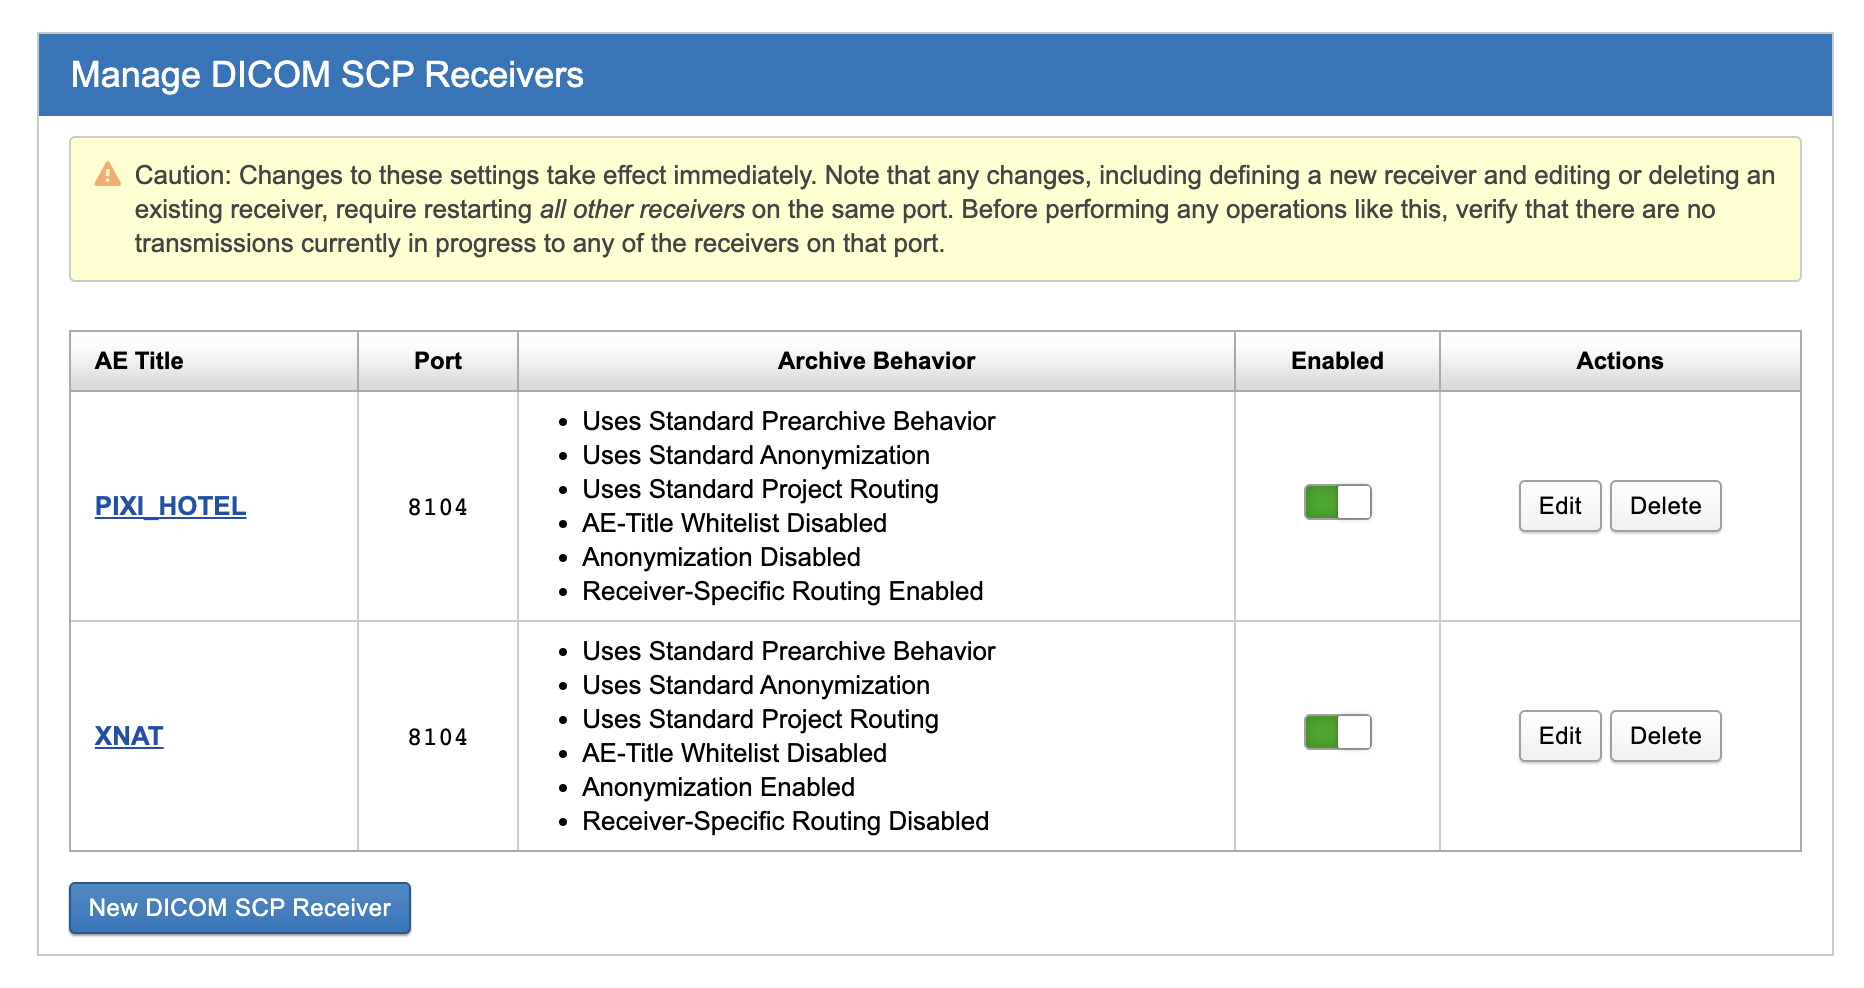 Manage DICOM SCP Receivers
Caution: Changes to these settings take effect immediately. Note that any changes, including defining a new receiver and editing or deleting an
existing receiver, require restarting all other receivers on the same port. Before performing any operations like this, verify that there are no
transmissions currently in progress to any of the receivers on that port.
AE Title Port Archive Behavior Enabled Actions
PIXI_HOTEL 8104
• Uses Standard Prearchive Behavior
• Uses Standard Anonymization
• Uses Standard Project Routing
• AE-Title Whitelist Disabled
• Anonymization Disabled
• Receiver-Specific Routing Enabled
Edit Delete
XNAT 8104
• Uses Standard Prearchive Behavior
• Uses Standard Anonymization
• Uses Standard Project Routing
• AE-Title Whitelist Disabled
• Anonymization Enabled
• Receiver-Specific Routing Disabled
Edit Delete
New DICOM SCP Receiver